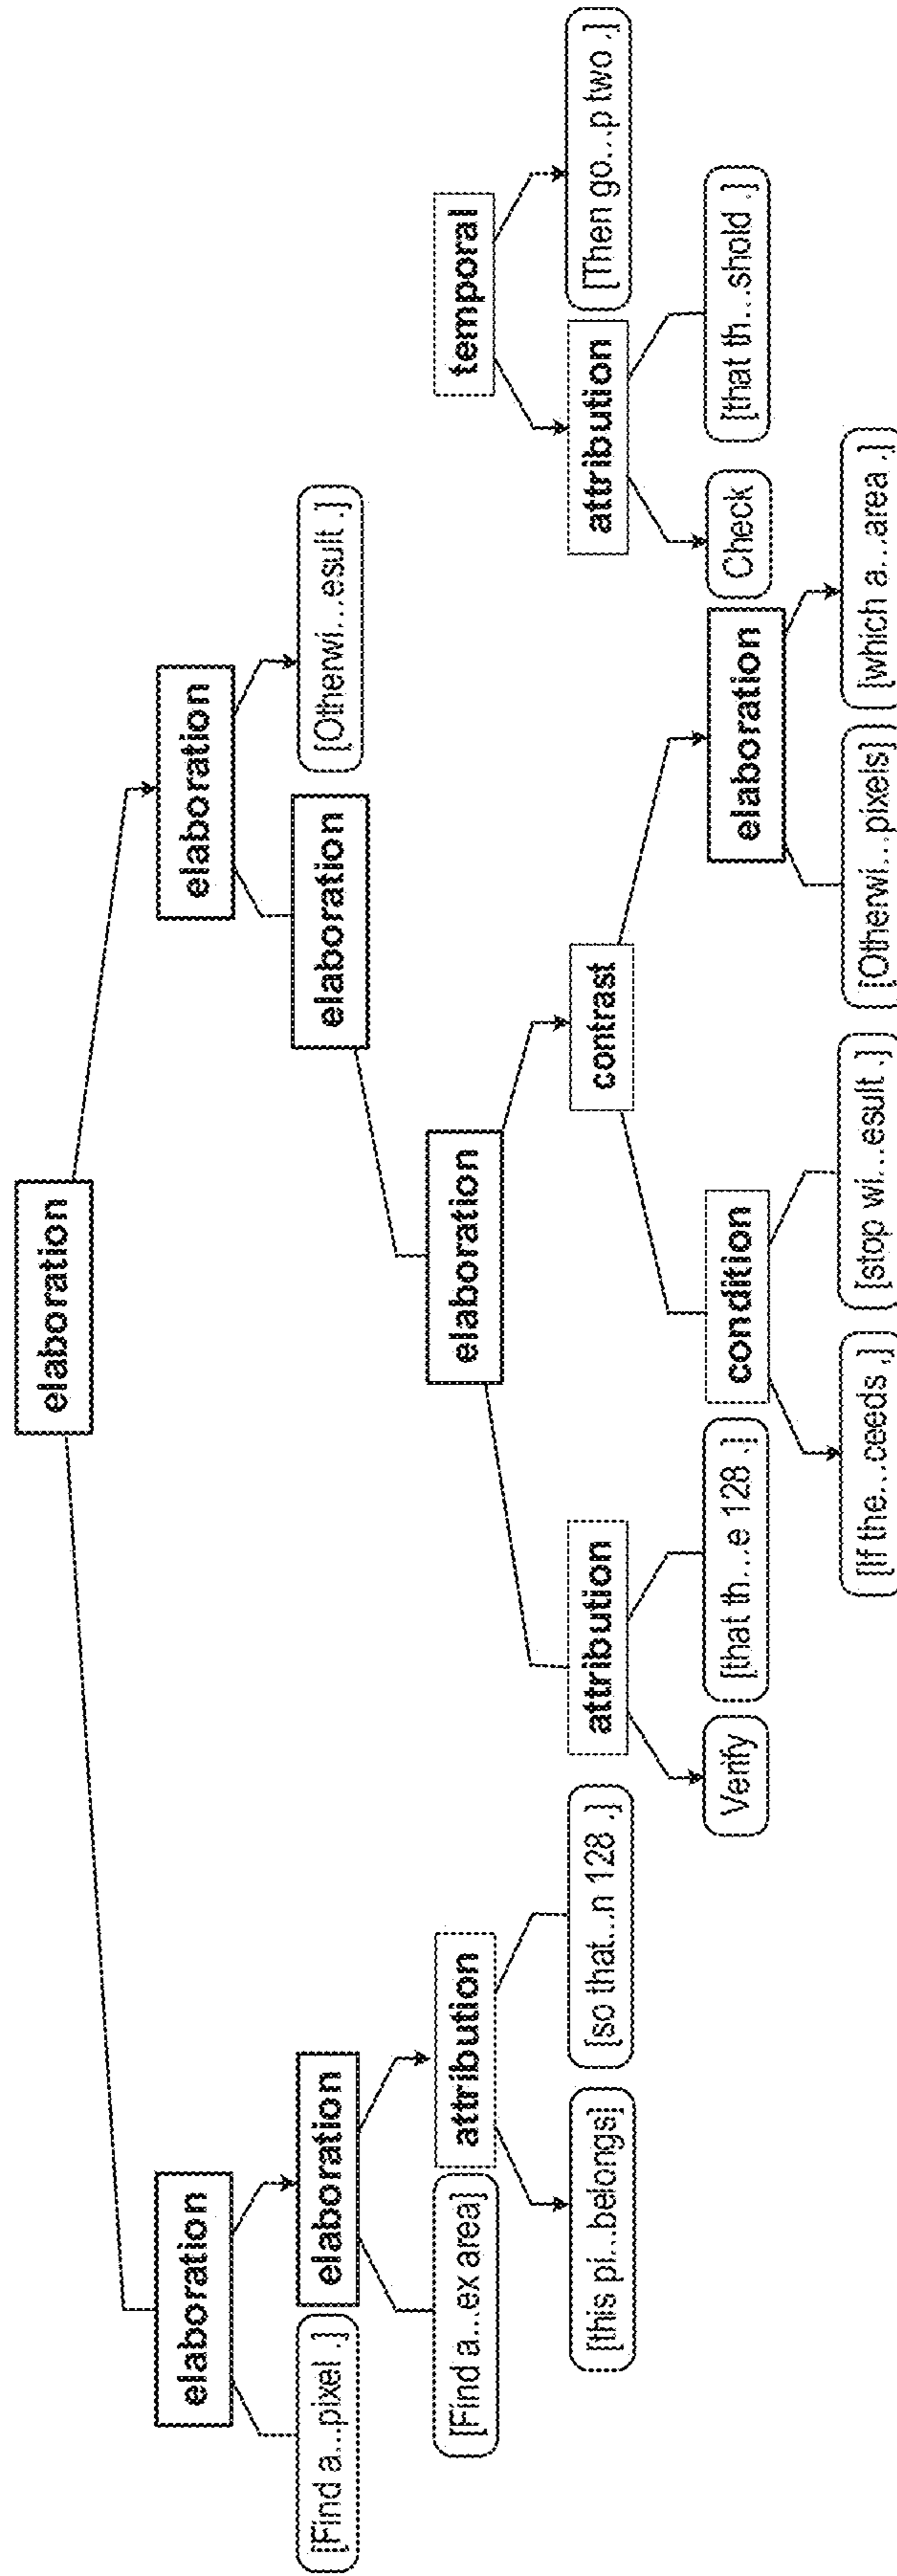 elaboration
elaboration
elaboration
[Find a...pixel .]
elaboration
elaboration
[Otherwi...esult .]
[Find a...ex area]
attribution
elaboration
temporal
[this pi...belongs]
[so that...n 128 .]
attribution
contrast
attribution
[Then go...p two .]
Verify
[that th...e 128 .]
condition
elaboration
Check
[that th...shold .]
[If the...ceeds ,]
[stop wi...esult .]
[Otherwi...pixels]
[which a...area .]